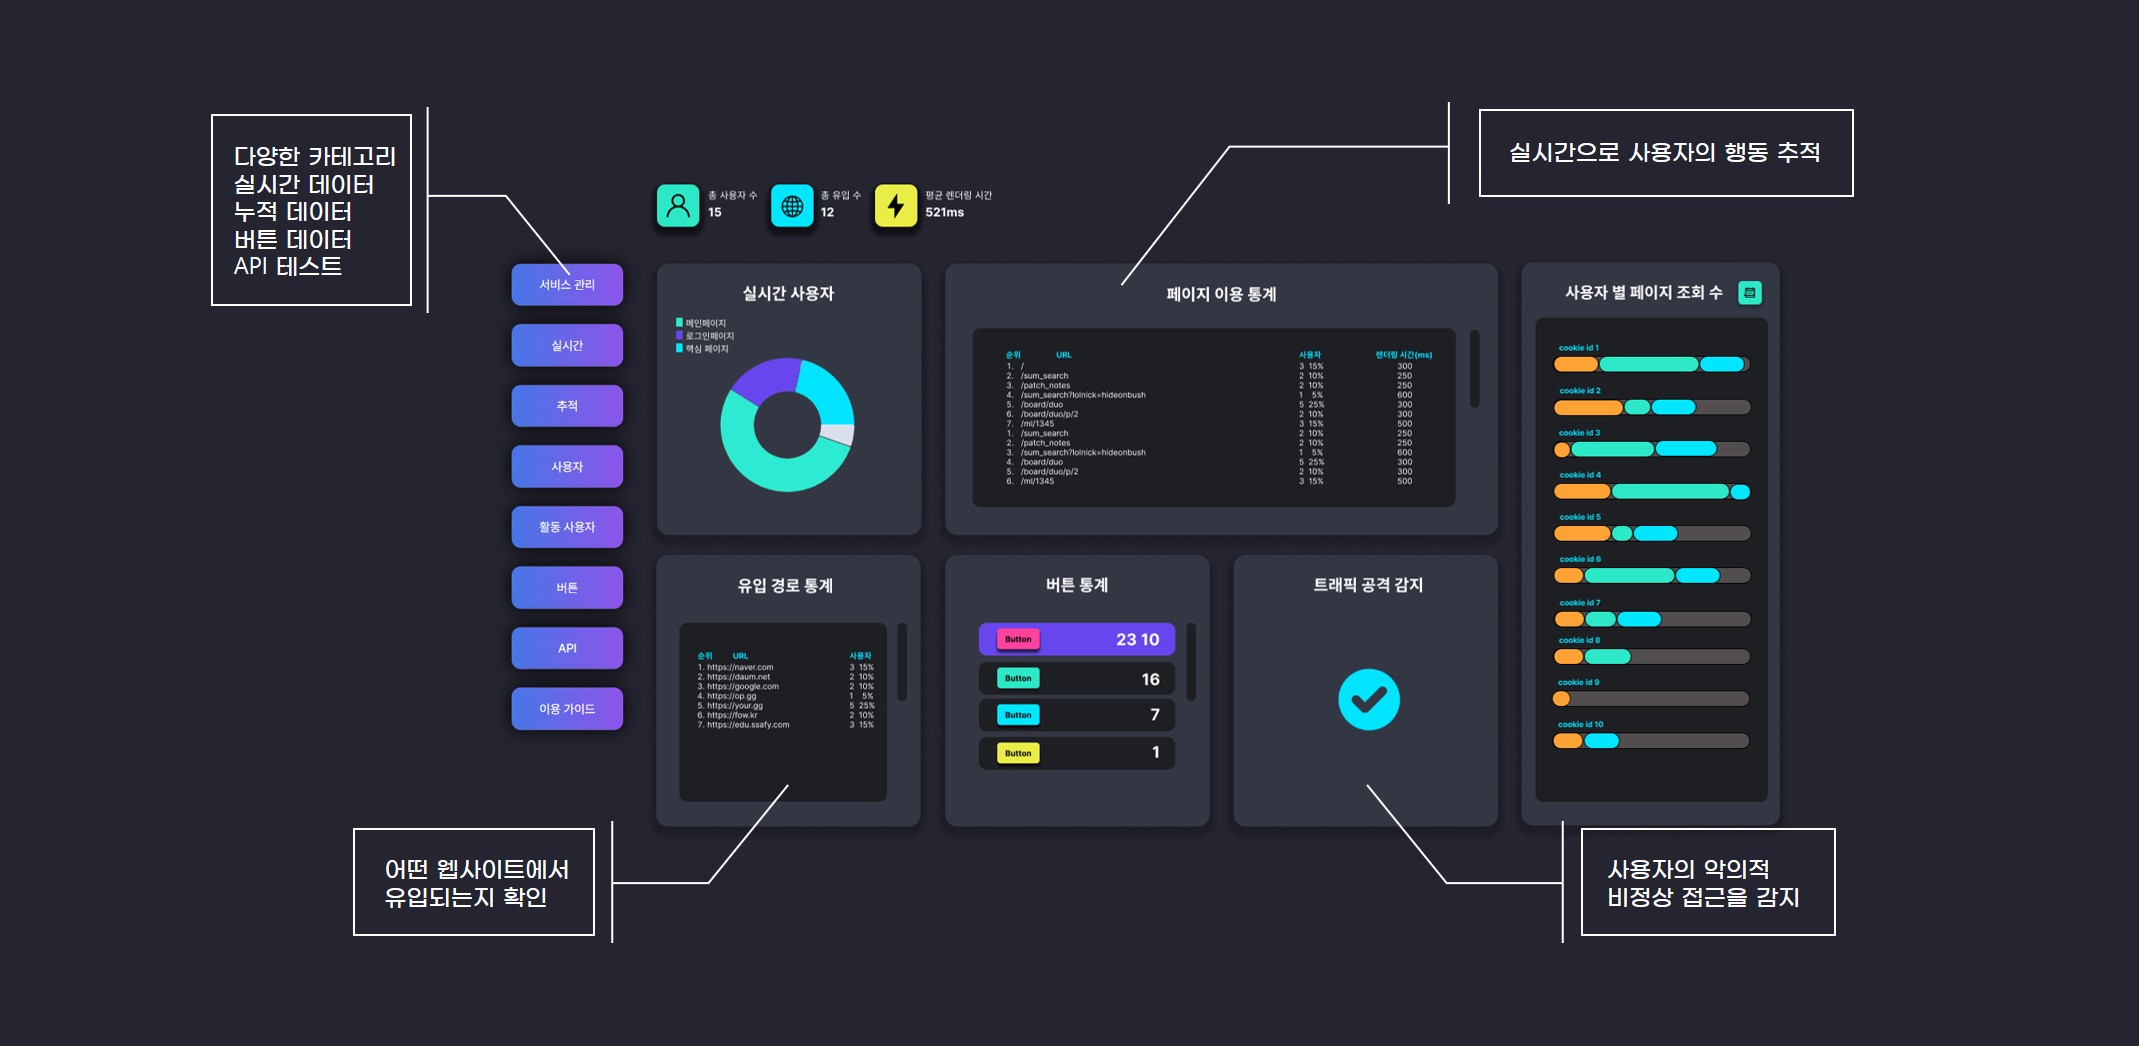 다양한 카테고리
실시간 데이터
누적 데이터
버튼 데이터
API 테스트
실시간으로 사용자의 행동 추적
총 사용자 수
15
총 유입 수
12
평균 렌더링 시간
521ms
서비스 관리
실시간
추적
사용자
활동 사용자
버튼
API
이용 가이드
실시간 사용자
메인페이지
로그인페이지
핵심 페이지
페이지 이용 통계
순위 URL 사용자 렌더링 시간(ms)
1. / 3 15% 300
2. /sum_search 2 10% 250
3. /patch_notes 2 10% 250
4. /sum_search?lolnick=hideonbush 1 5% 600
5. /board/duo 5 25% 300
6. /board/duo/p/2 2 10% 300
7. /ml/1345 3 15% 500
1. /sum_search 2 10% 250
2. /patch_notes 2 10% 250
3. /sum_search?lolnick=hideonbush 1 5% 600
4. /board/duo 5 25% 300
5. /board/duo/p/2 2 10% 300
6. /ml/1345 3 15% 500
사용자 별 페이지 조회 수
cookie id 1
cookie id 2
cookie id 3
cookie id 4
cookie id 5
cookie id 6
cookie id 7
cookie id 8
cookie id 9
cookie id 10
유입 경로 통계
순위 URL 사용자
1. https://naver.com 3 15%
2. https://daum.net 2 10%
3. https://google.com 2 10%
4. https://op.gg 1 5%
5. https://your.gg 5 25%
6. https://fow.kr 2 10%
7. https://edu.ssafy.com 3 15%
버튼 통계
Button 23 10
Button 16
Button 7
Button 1
트래픽 공격 감지
어떤 웹사이트에서
유입되는지 확인
사용자의 악의적
비정상 접근을 감지